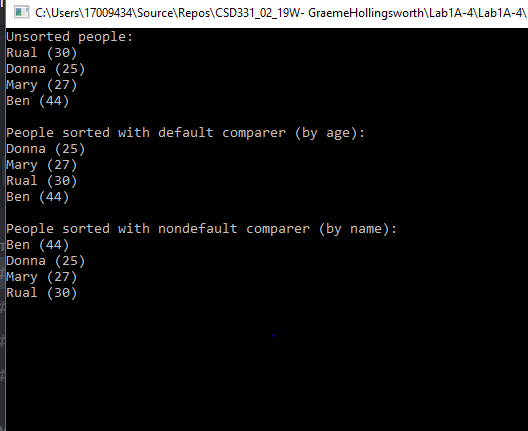 C:\Users\17009434\Source\Repos\CSD331_02_19W- GraemeHollingsworth\Lab1A-4\Lab1A-4\
Unsorted people:
Rual (30)
Donna (25)
Mary (27)
Ben (44)
People sorted with default comparer (by age):
Donna (25)
Mary (27)
Rual (30)
Ben (44)
People sorted with nondefault comparer (by name):
Ben (44)
Donna (25)
Mary (27)
Rual (30)